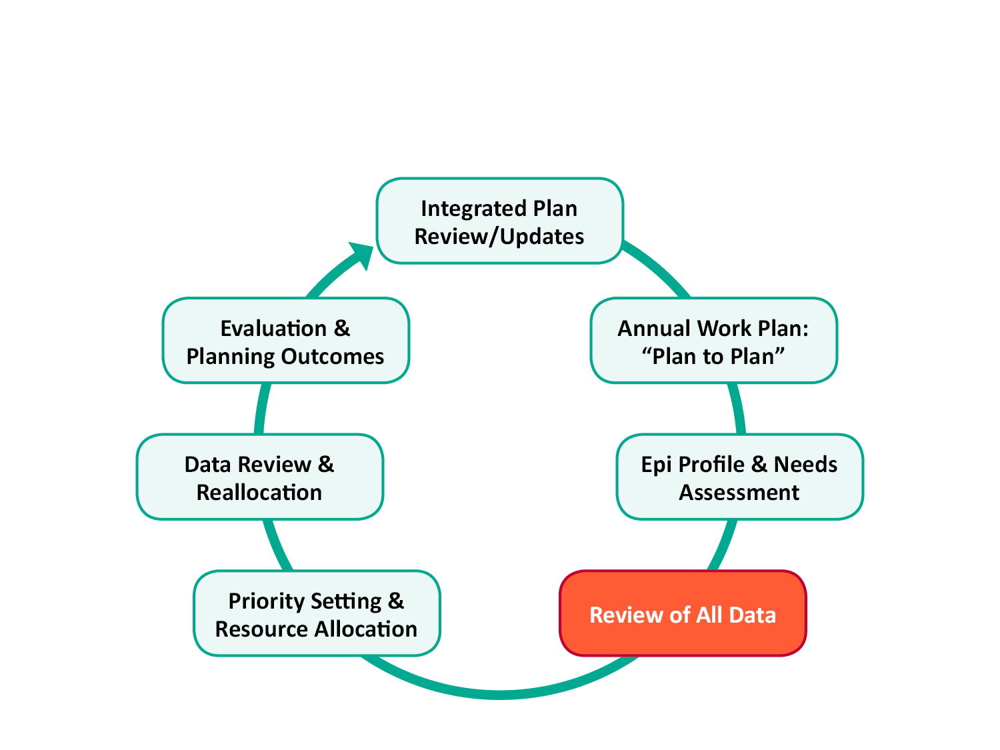 Integrated Plan
Review/Updates
Annual Work Plan:
“Plan to Plan”
Epi Profile & Needs
Assessment
Review of All Data
Priority Setting &
Resource Allocation
Data Review &
Reallocation
Evaluation &
Planning Outcomes